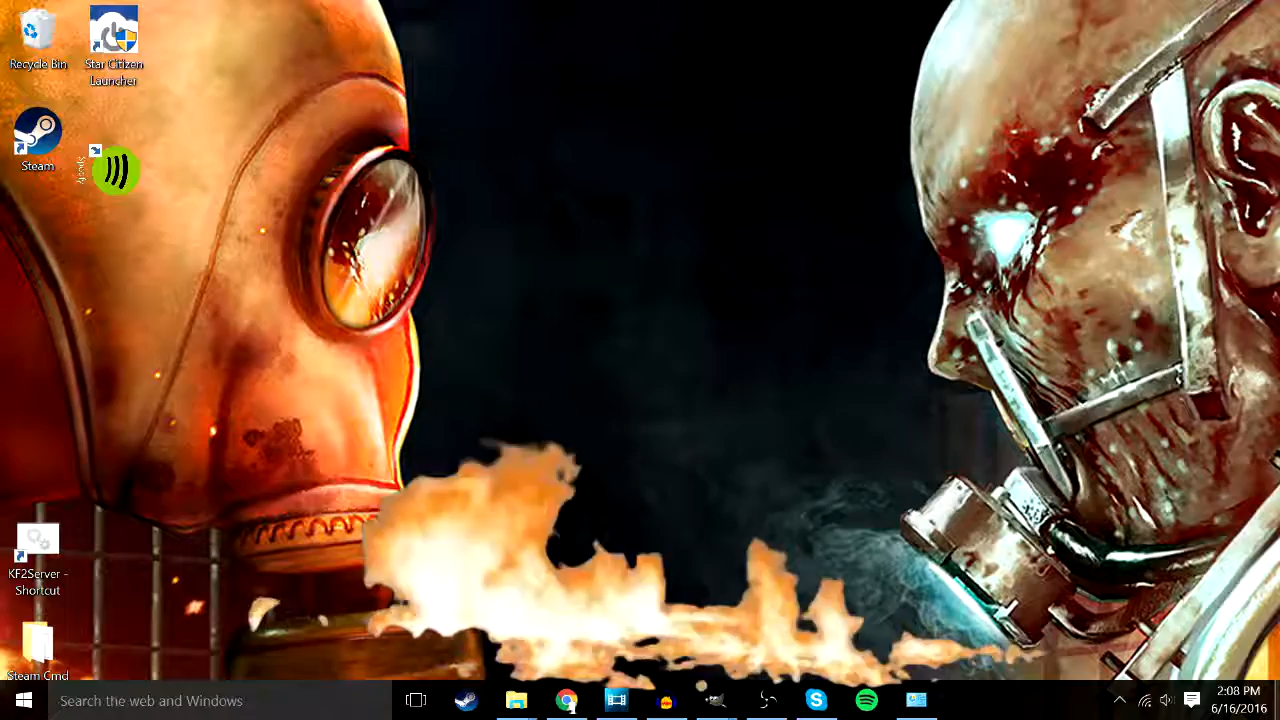 Recycle Bin
Star Citizen
Launcher
Steam
Spotify
KF2Server -
Shortcut
Steam Cmd
Search the web and Windows
2:08 PM
6/16/2016